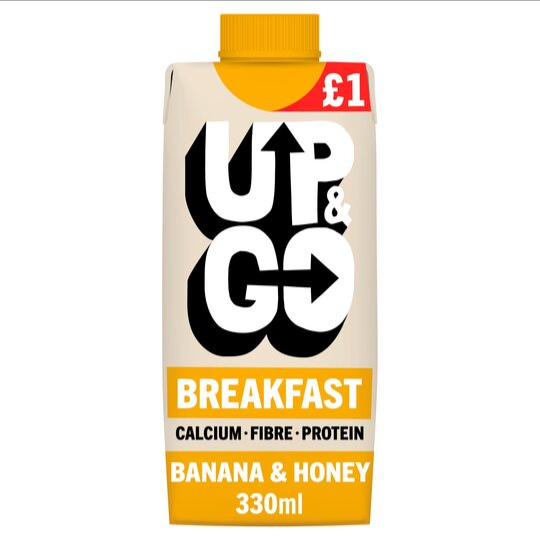 £1
UP
&
GO
BREAKFAST
CALCIUM·FIBRE·PROTEIN
BANANA & HONEY
330ml